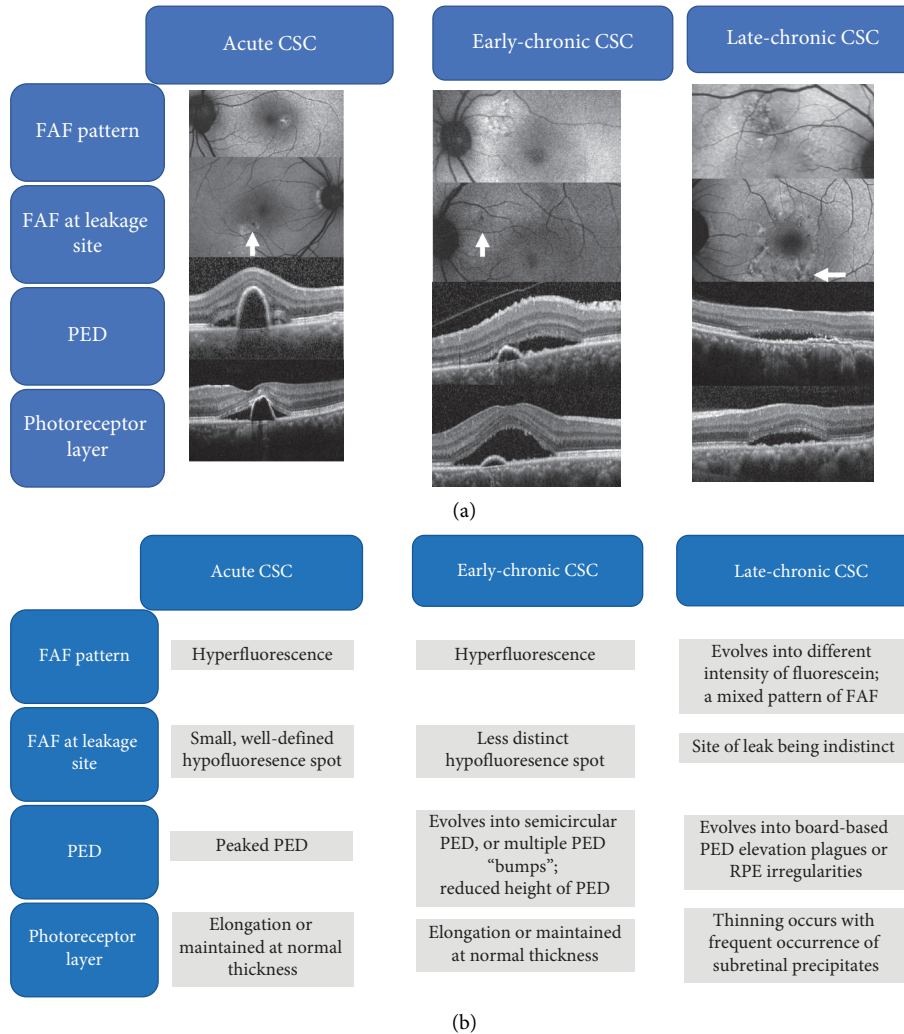 Acute CSC
Early-chronic CSC
Late-chronic CSC
FAF pattern
FAF at leakage
site
PED
Photoreceptor
layer
(a)
Acute CSC
Early-chronic CSC
Late-chronic CSC
FAF pattern
Hyperfluorescence
Hyperfluorescence
Evolves into different
intensity of fluorescein;
a mixed pattern of FAF
FAF at leakage
site
Small, well-defined
hypofluoresence spot
Less distinct
hypofluoresence spot
Site of leak being indistinct
PED
Peaked PED
Evolves into semicircular
PED, or multiple PED
“bumps”;
reduced height of PED
Evolves into board-based
PED elevation plagues or
RPE irregularities
Photoreceptor
layer
Elongation or
maintained at normal
thickness
Elongation or maintained
at normal thickness
Thinning occurs with
frequent occurrence of
subretinal precipitates
(b)